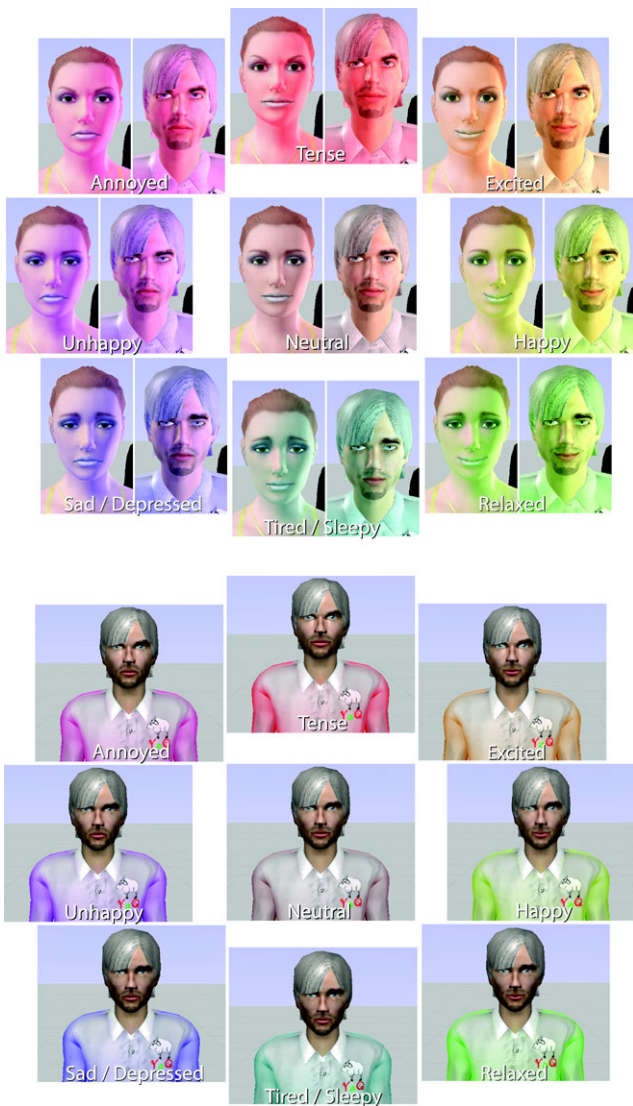 Annoyed
Tense
Excited
Unhappy
Neutral
Happy
Sad / Depressed
Tired / Sleepy
Relaxed
Annoyed
Tense
Excited
Unhappy
Neutral
Happy
Sad / Depressed
Tired / Sleepy
Relaxed